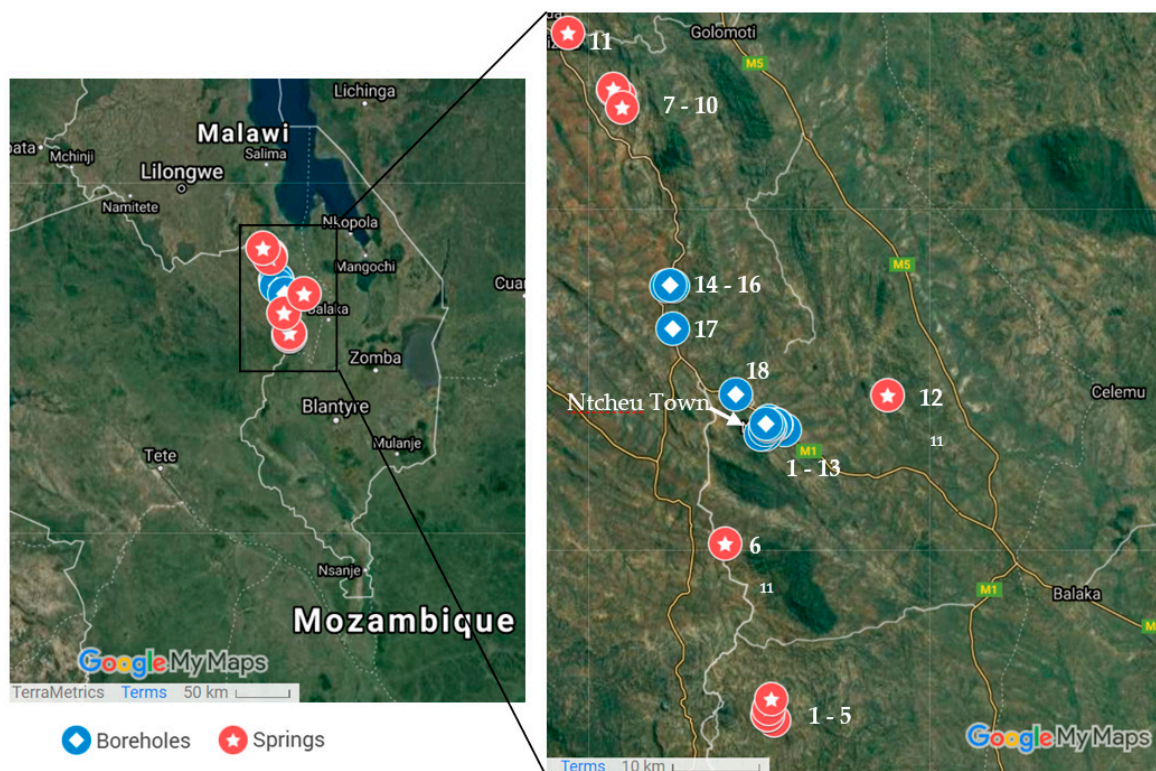 Lichinga
Malawi
Salima
Mchinji
Lilongwe
Namitete
Nkopola
Mangochi
Balaka
Zomba
Blantyre
Mulanje
Tete
Nsanje
Mozambique
Google My Maps
TerraMetrics Terms 50 km
Boreholes Springs
11
Golomoti
M5
7 - 10
M5
14 - 16
17
18
12
Celemu
Ntcheu Town
11
M1
1 - 13
6
11
M1
Balaka
1 - 5
Google My Maps
Terms 10 km